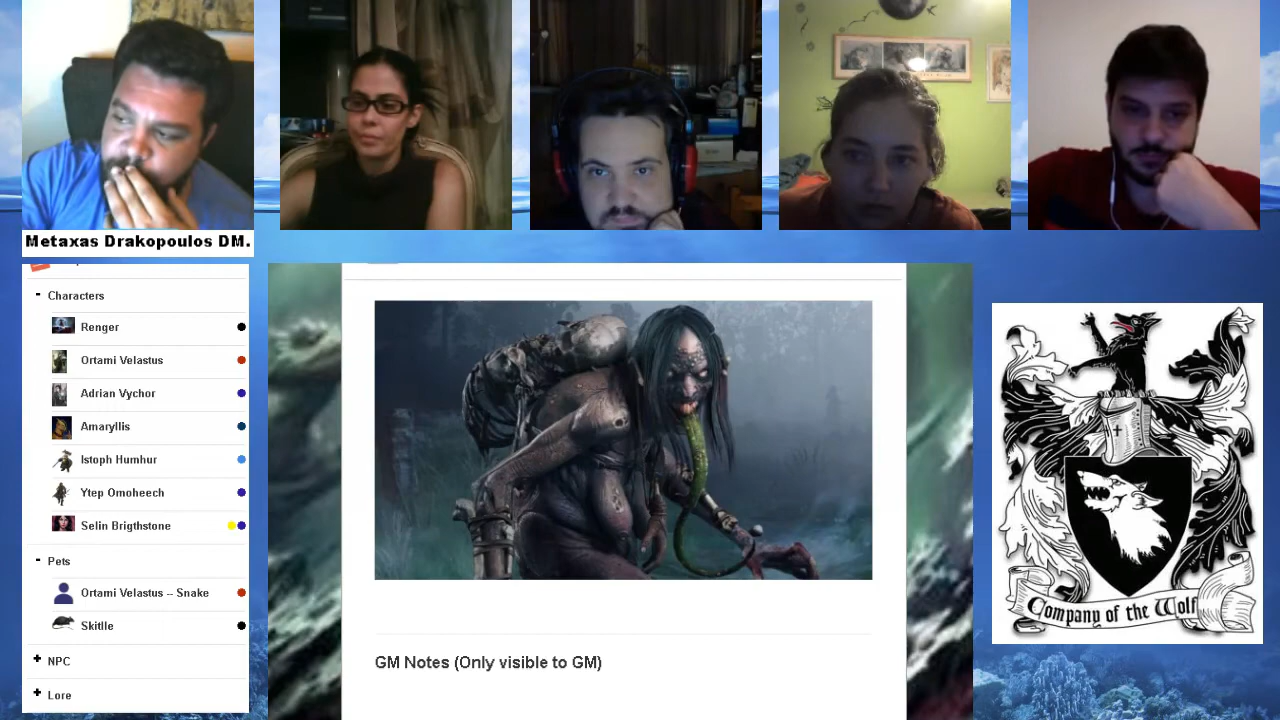 Metaxas Drakopoulos DM.
- Characters
Renger
Ortami Velastus
Adrian Vychor
Amaryllis
Istoph Humhur
Ytep Omoheech
Selin Brigthstone
- Pets
Ortami Velastus -- Snake
Skitlle
+ NPC
+ Lore
GM Notes (Only visible to GM)
Company of the Wolf